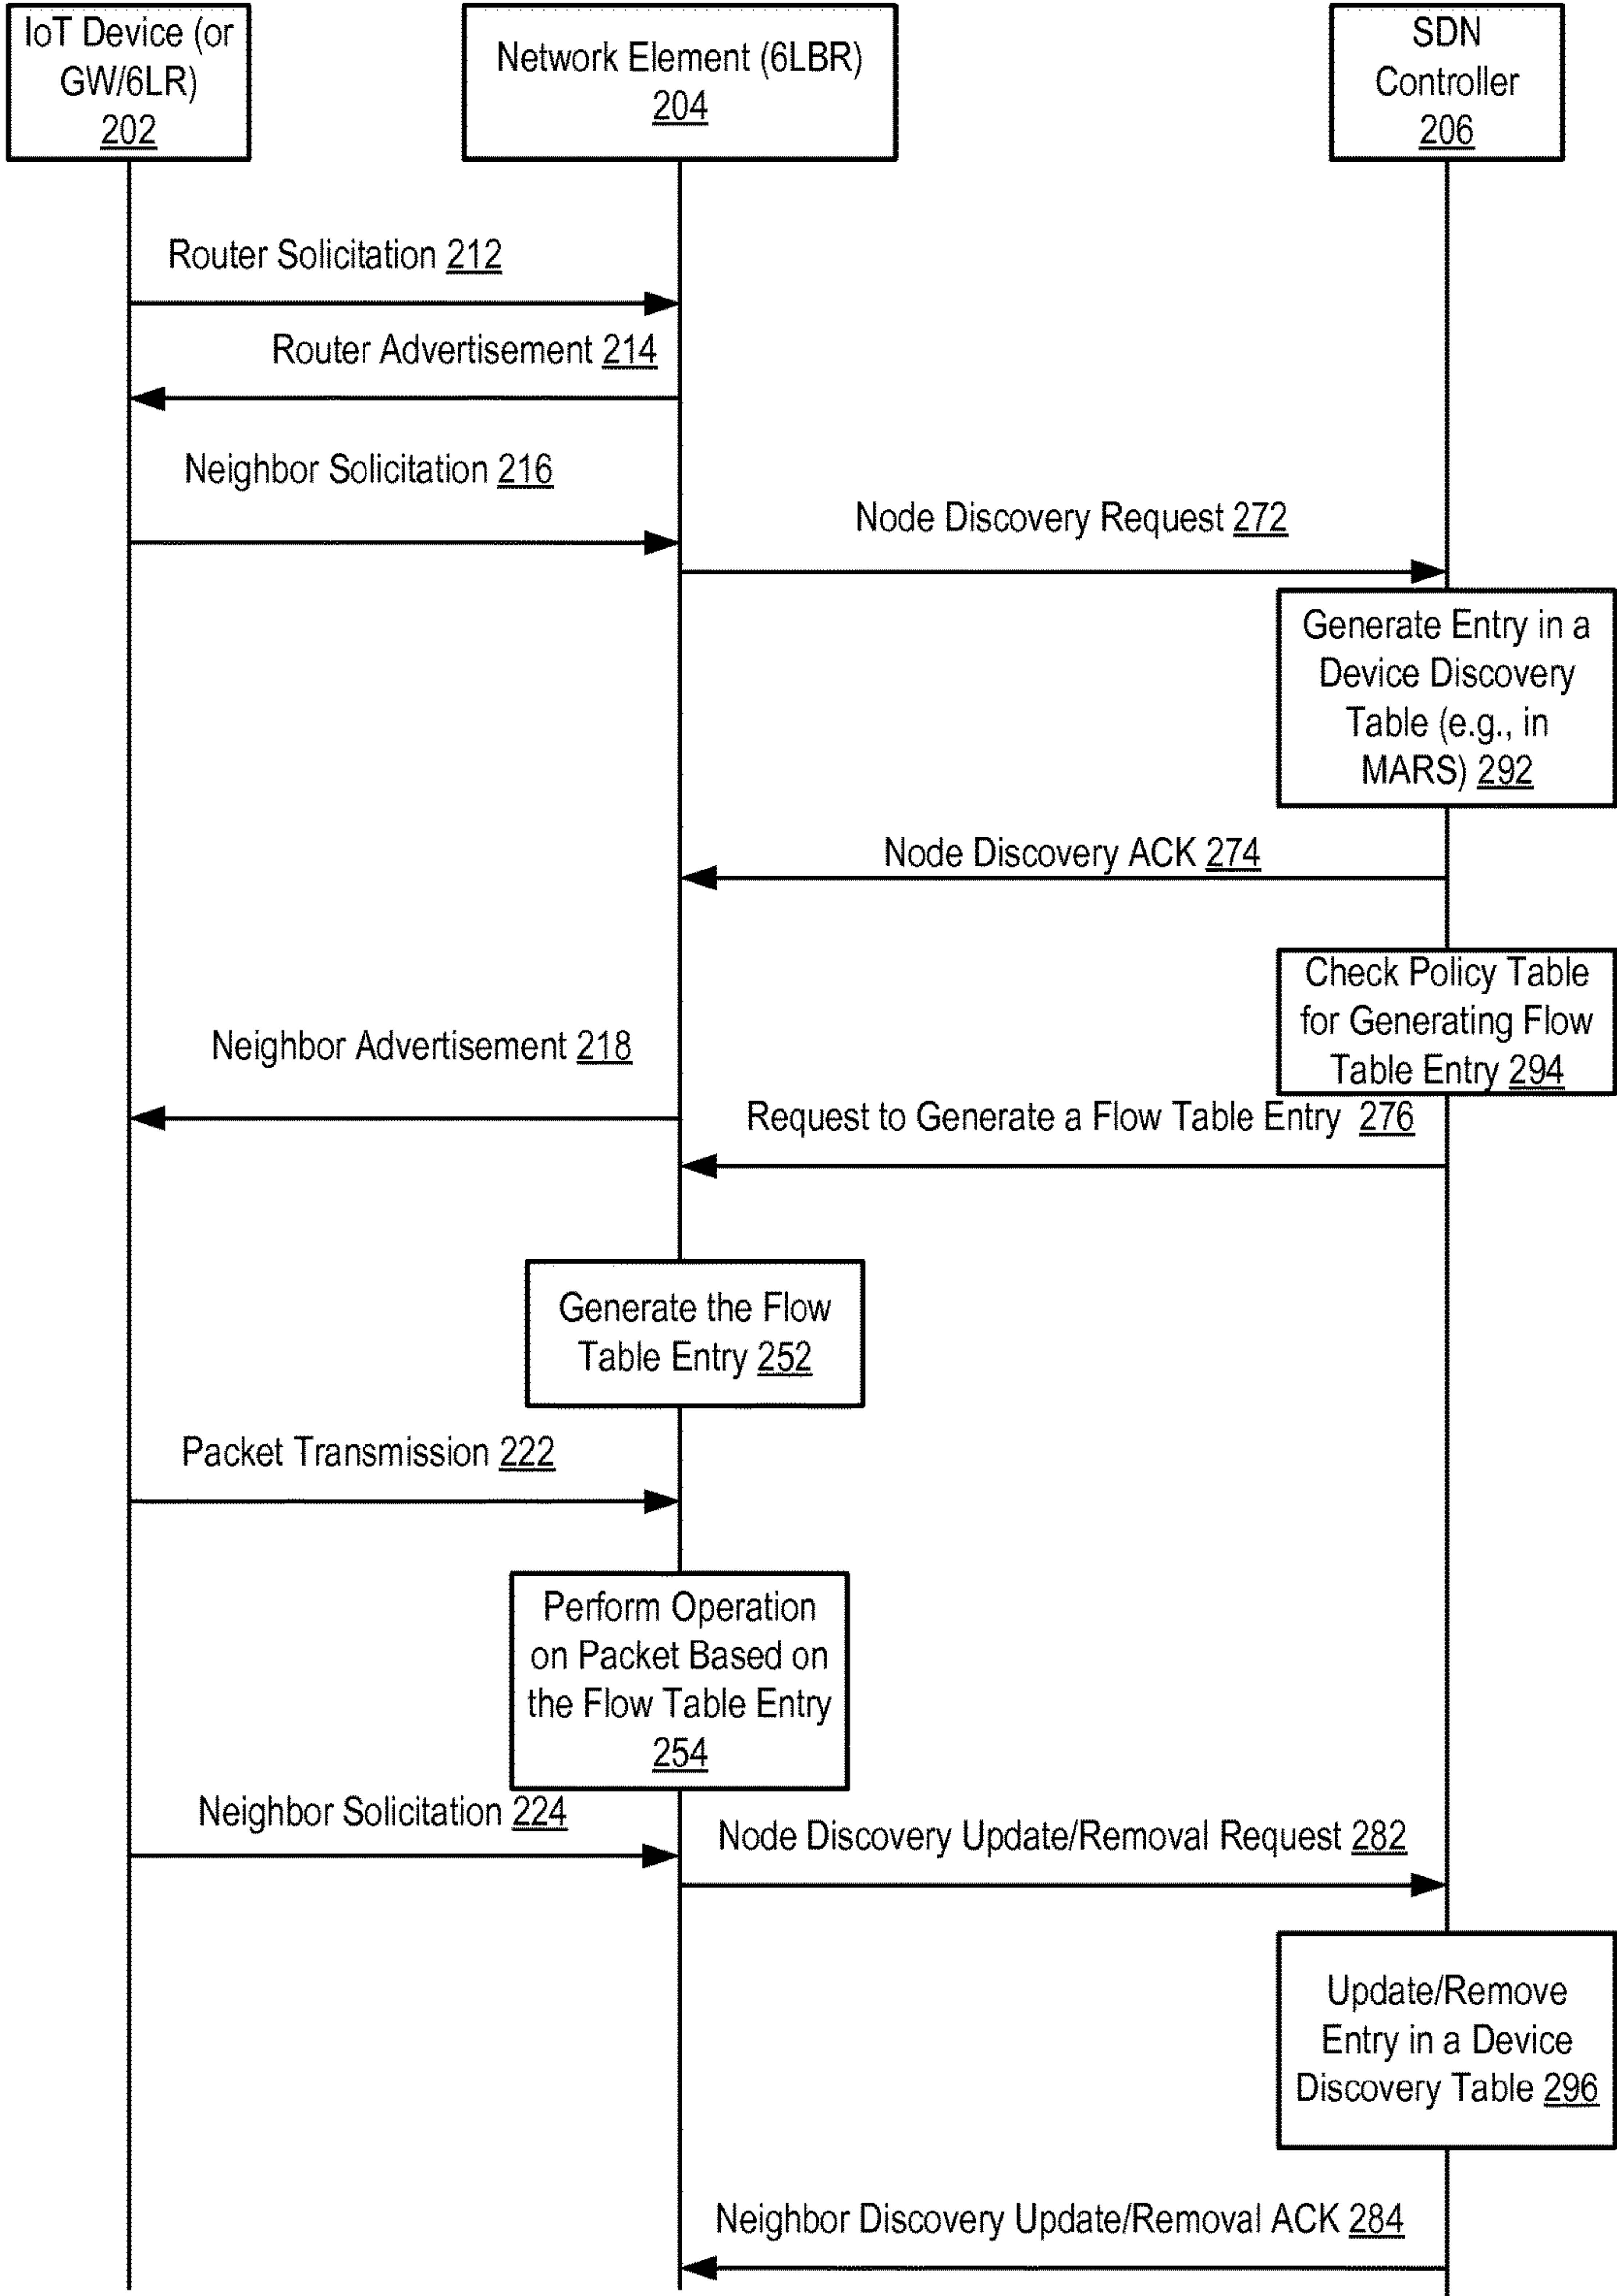 IoT Device (or
GW/6LR)
202
Network Element (6LBR)
204
SDN
Controller
206
Router Solicitation 212
Router Advertisement 214
Neighbor Solicitation 216
Node Discovery Request 272
Generate Entry in a
Device Discovery
Table (e.g., in
MARS) 292
Node Discovery ACK 274
Check Policy Table
for Generating Flow
Table Entry 294
Neighbor Advertisement 218
Request to Generate a Flow Table Entry 276
Generate the Flow
Table Entry 252
Packet Transmission 222
Perform Operation
on Packet Based on
the Flow Table Entry
254
Neighbor Solicitation 224
Node Discovery Update/Removal Request 282
Update/Remove
Entry in a Device
Discovery Table 296
Neighbor Discovery Update/Removal ACK 284